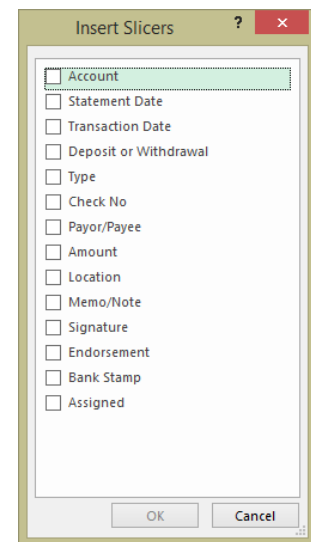 Insert Slicers ? ×
Account
Statement Date
Transaction Date
Deposit or Withdrawal
Type
Check No
Payor/Payee
Amount
Location
Memo/Note
Signature
Endorsement
Bank Stamp
Assigned
OK Cancel